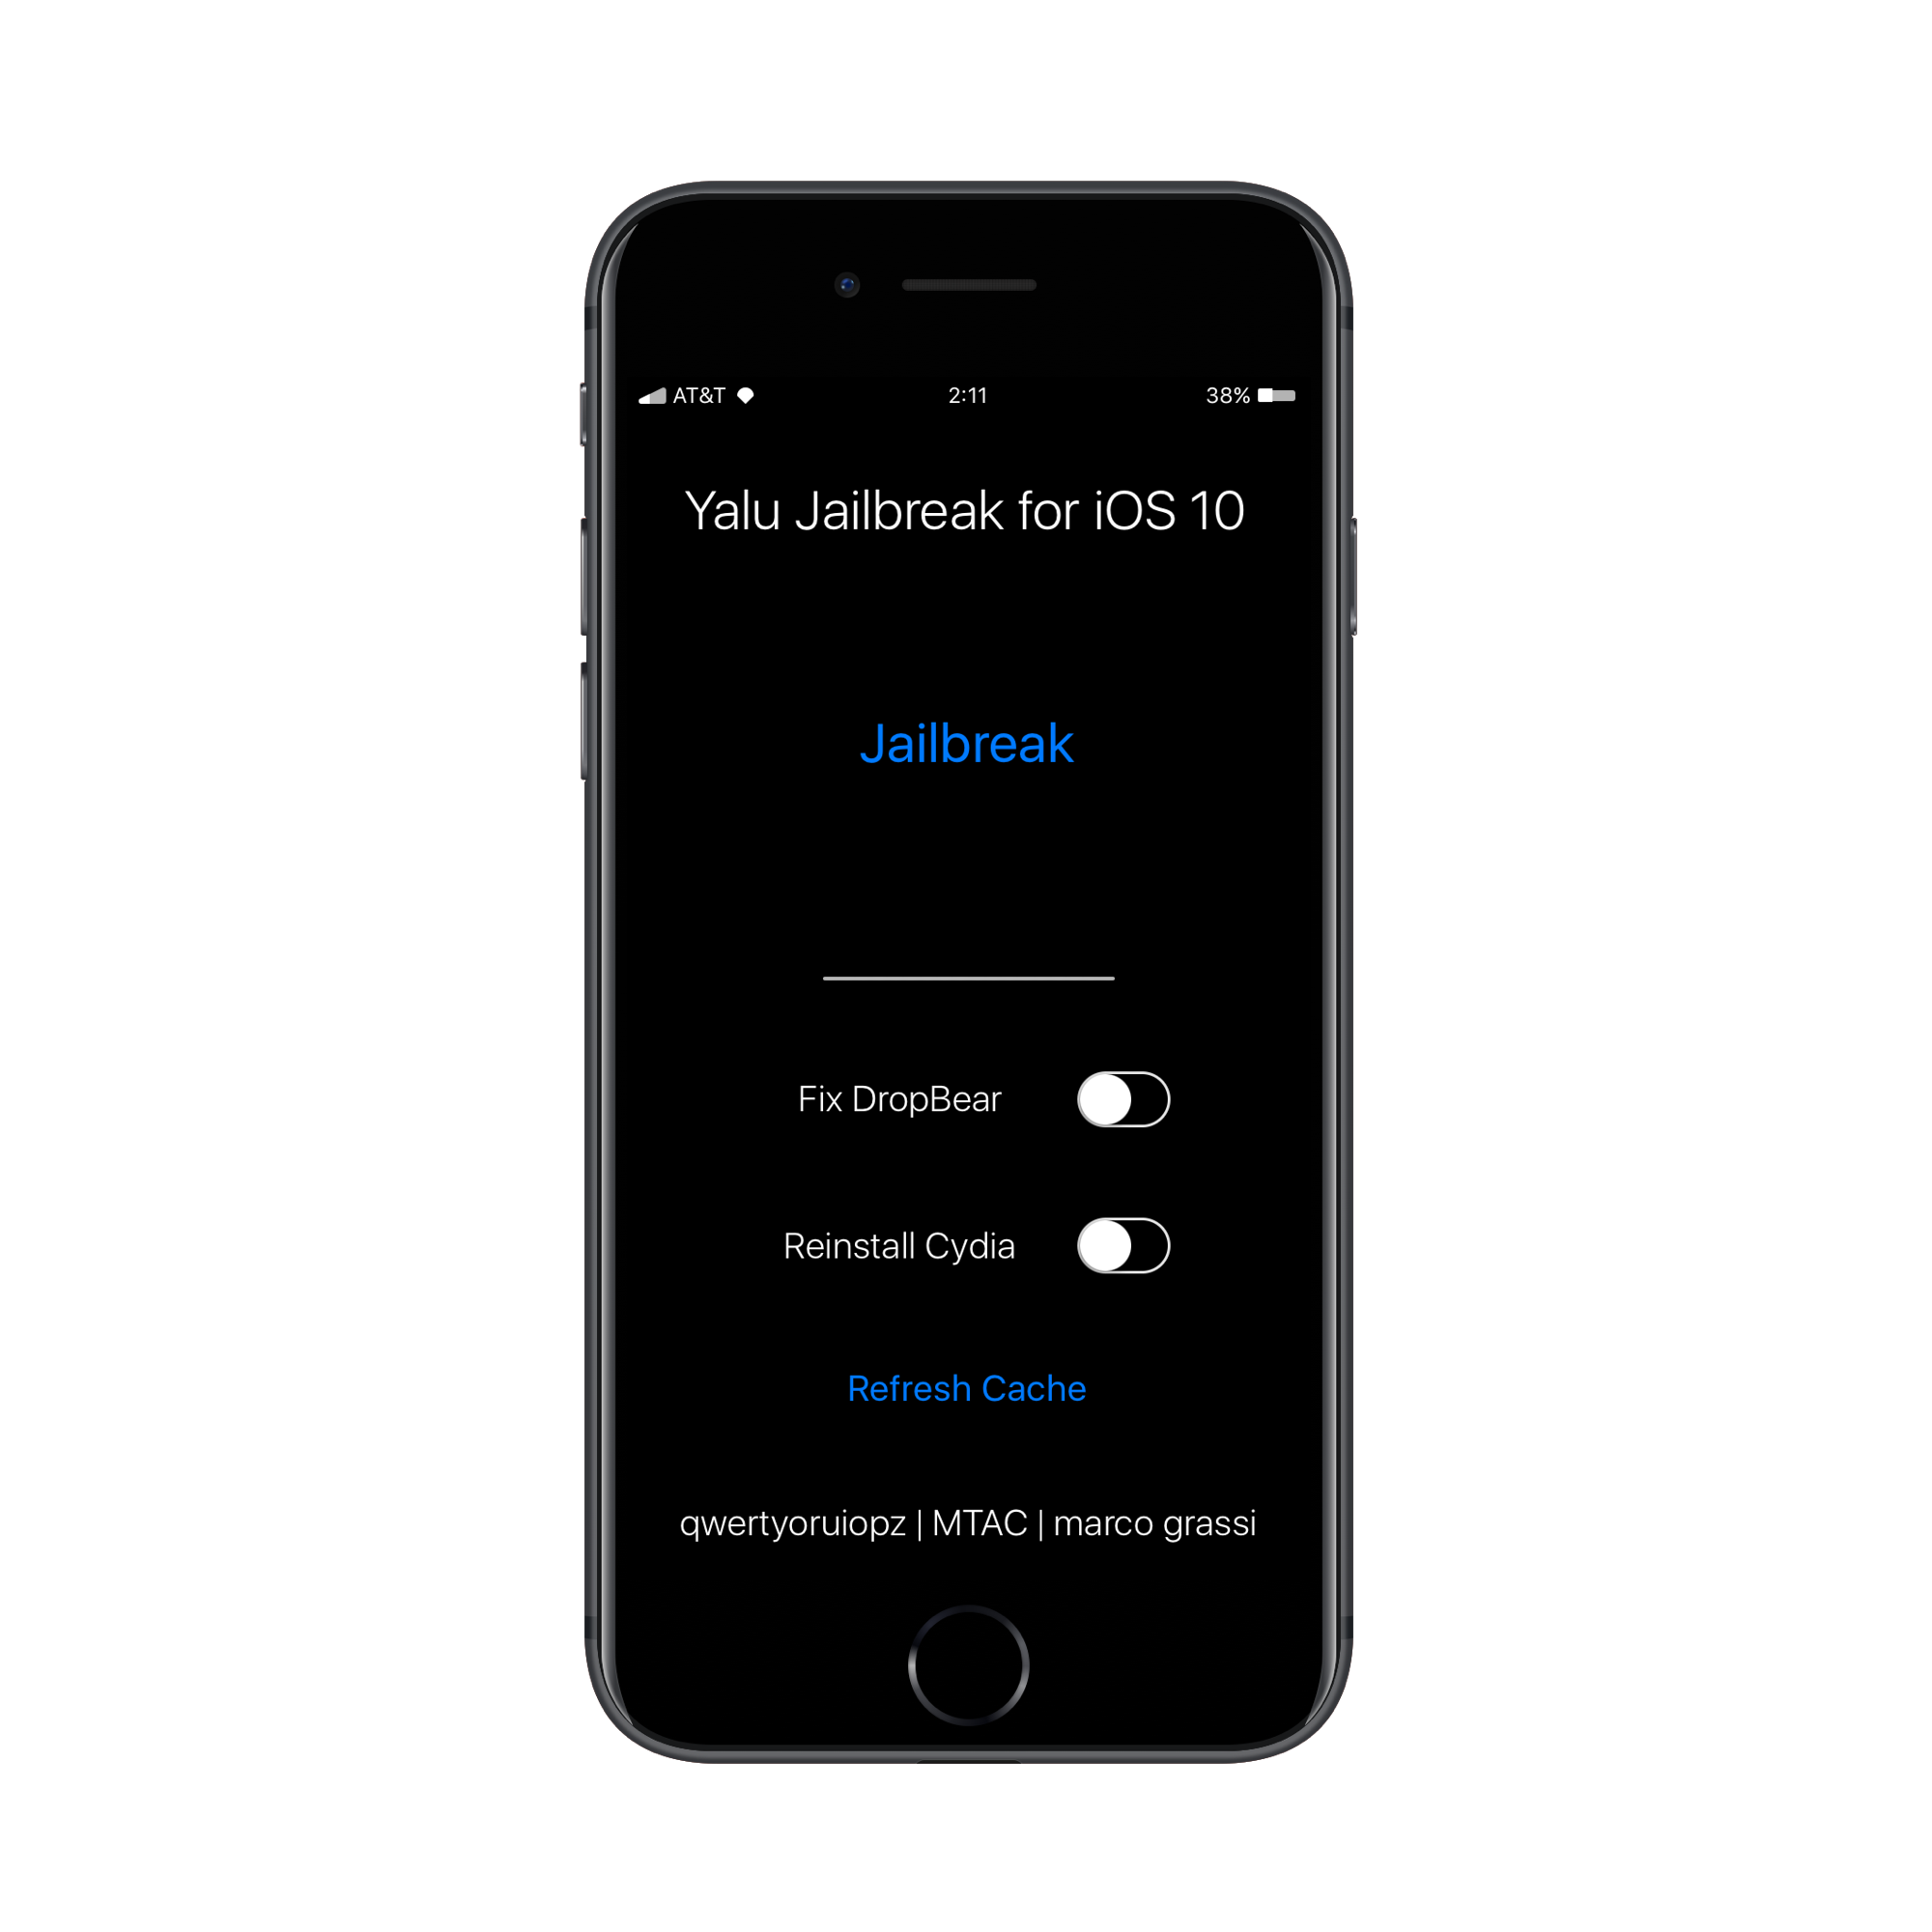 AT&T 2:11 38%
Yalu Jailbreak for iOS 10
Jailbreak
Fix DropBear
Reinstall Cydia
Refresh Cache
qwertyoruiopz | MTAC | marco grassi